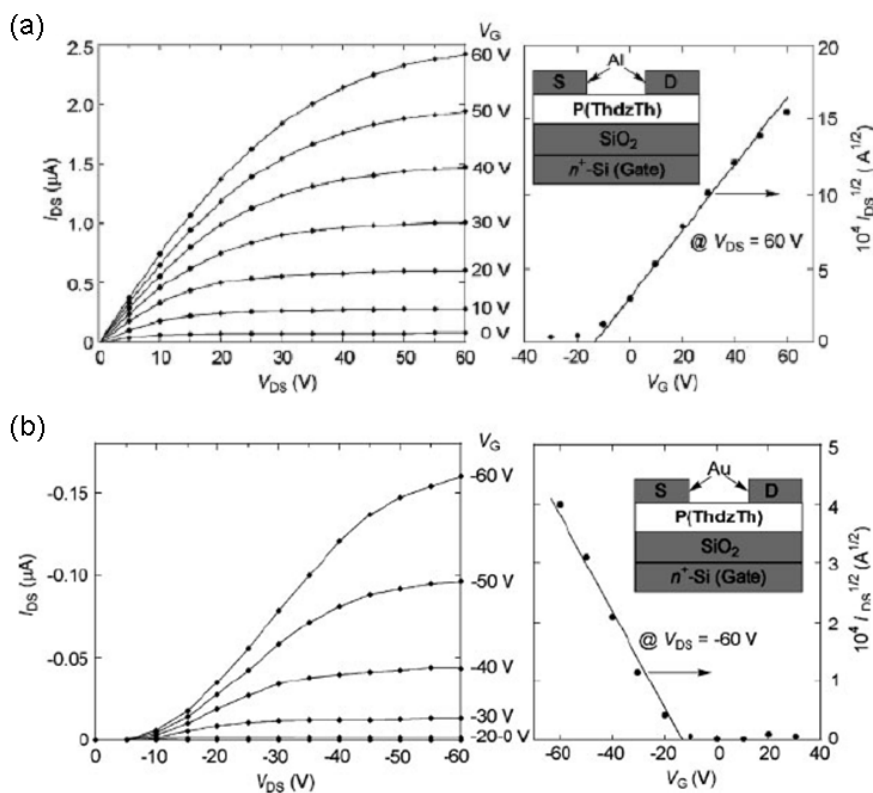 (a)
I_DS (µA)
2.5
2.0
1.5
1.0
0.5
0
0 10 20 30 40 50 60
V_DS (V)
V_G
60 V
50 V
40 V
30 V
20 V
10 V
0 V
Al
S D
P(ThdzTh)
SiO₂
n⁺-Si (Gate)
@ V_DS = 60 V
20
15
10
5
0
10⁴ I_DS^1/2 (A^1/2)
-40 -20 0 20 40 60
V_G (V)
(b)
I_DS (µA)
-0.15
-0.10
-0.05
0
0 -10 -20 -30 -40 -50 -60
V_DS (V)
V_G
-60 V
-50 V
-40 V
-30 V
-20-0 V
Au
S D
P(ThdzTh)
SiO₂
n⁺-Si (Gate)
@ V_DS = -60 V
5
4
3
2
1
0
10⁴ I_DS^1/2 (A^1/2)
-60 -40 -20 0 20 40
V_G (V)